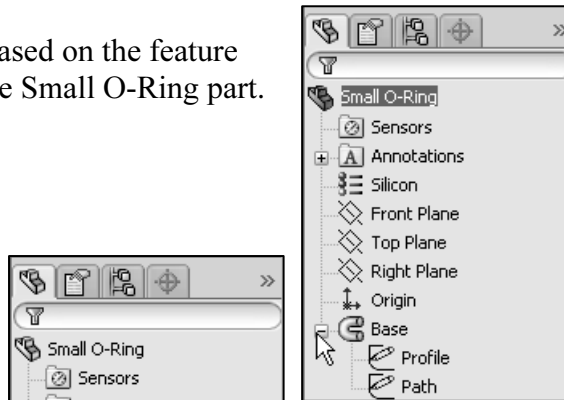 ased on the feature
e Small O-Ring part.
Small O-Ring
Sensors
A Annotations
Silicon
Front Plane
Top Plane
Right Plane
Origin
Base
Profile
Path
Small O-Ring
Sensors